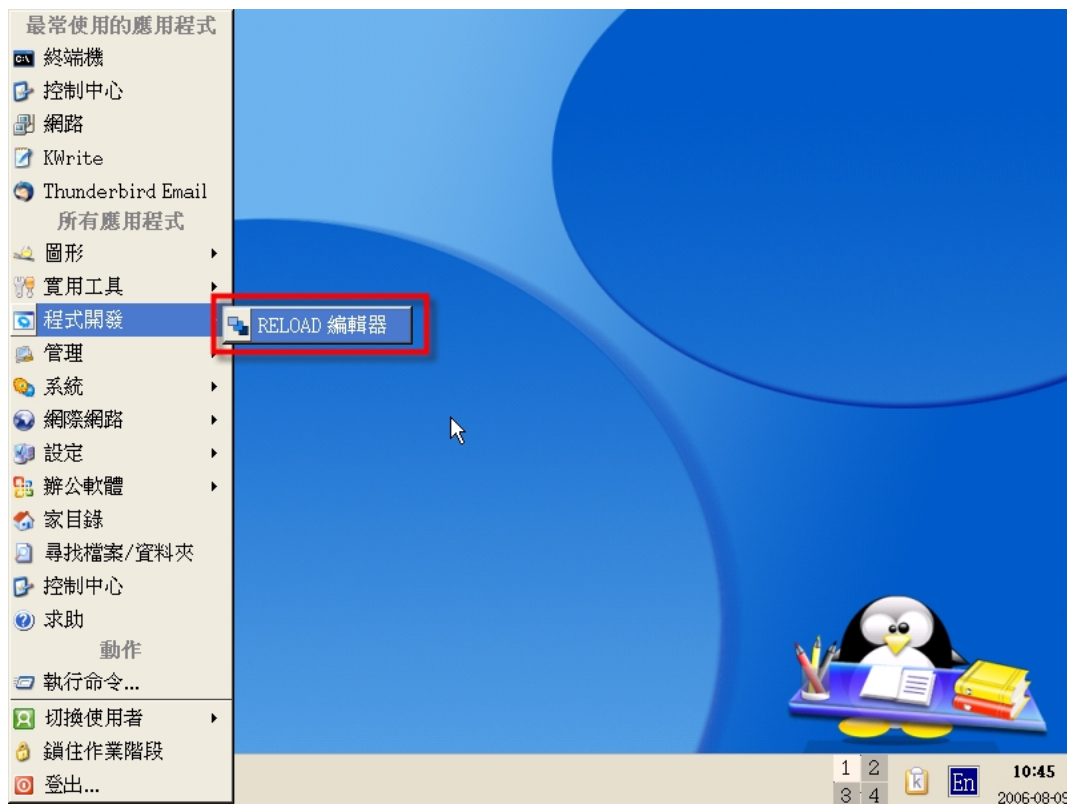 最常使用的應用程式
終端機
控制中心
網路
KWrite
Thunderbird Email
所有應用程式
圖形
實用工具
程式開發
RELOAD 編輯器
管理
系統
網際網路
設定
辦公軟體
家目錄
尋找檔案/資料夾
控制中心
求助
動作
執行命令...
切換使用者
鎖住作業階段
登出...
1 2
3 4
En
10:45
2006-08-09